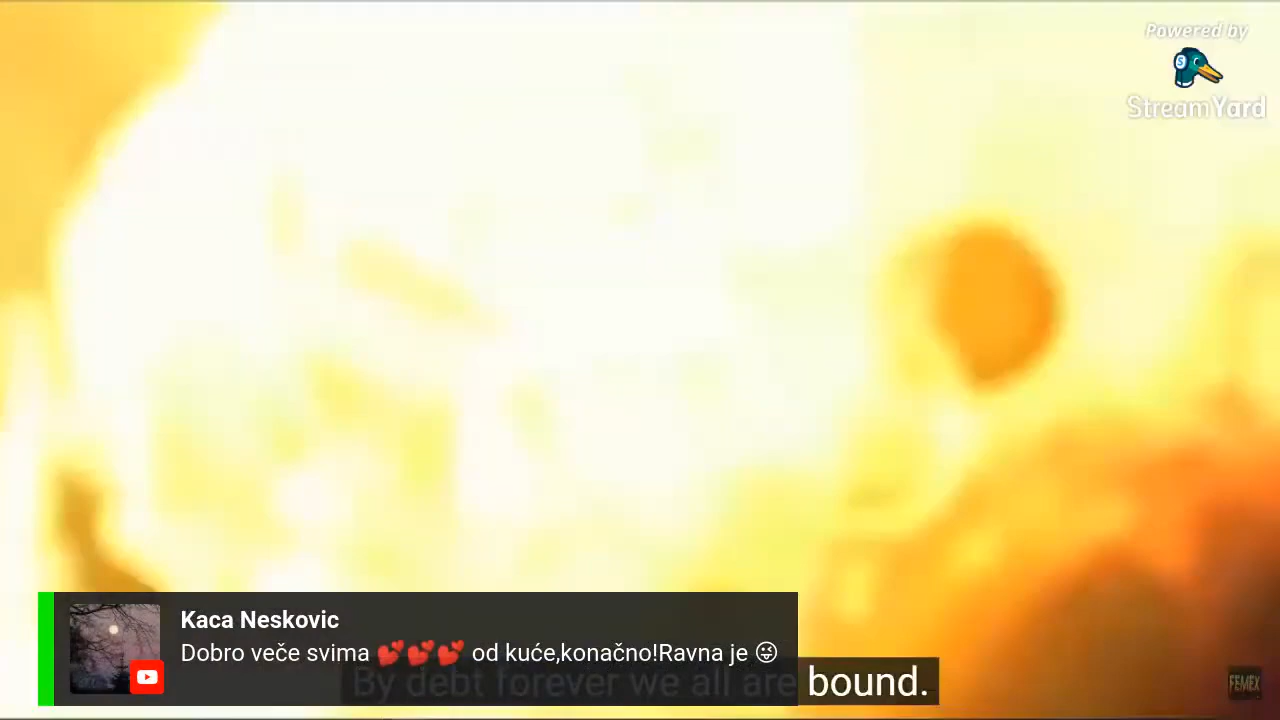 Powered by
StreamYard
Kaca Neskovic
Dobro veče svima 💕💕💕 od kuće,konačno!Ravna je 😜
By debt forever we all are bound.
FEMEX